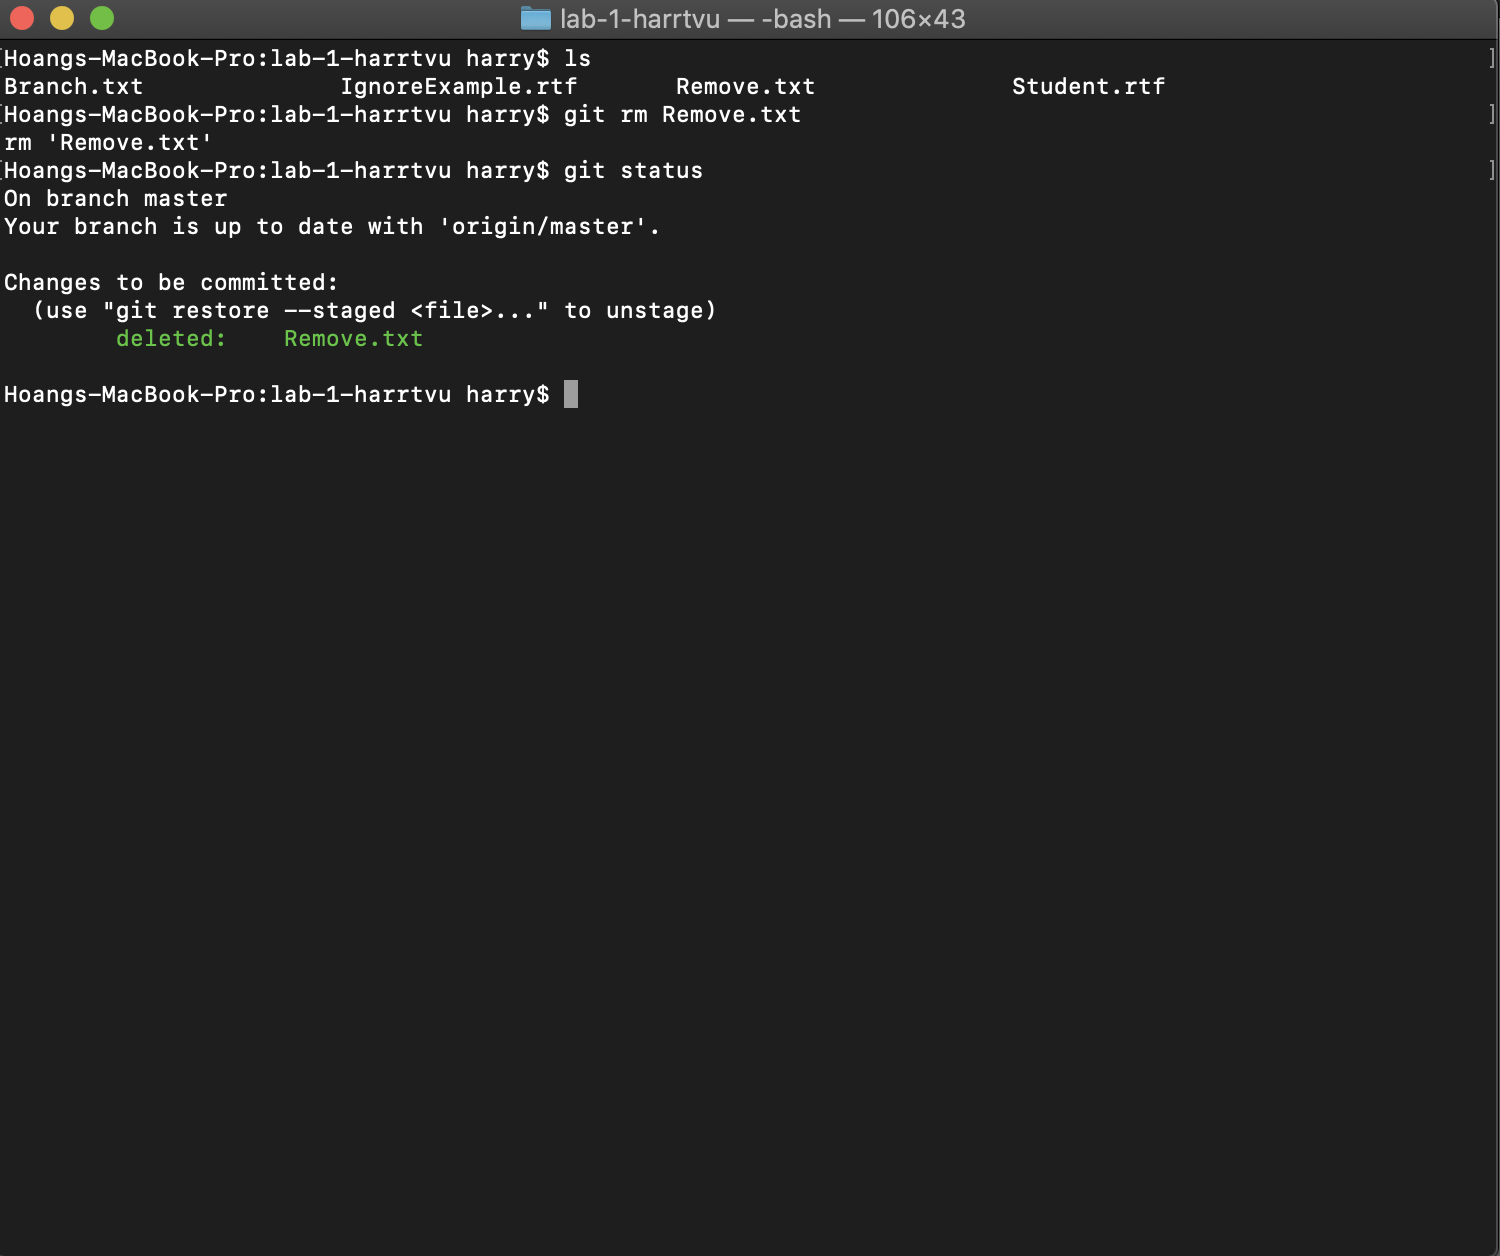 lab-1-harrtvu — -bash — 106×43
[Hoangs-MacBook-Pro:lab-1-harrtvu harry$ ls ]
Branch.txt IgnoreExample.rtf Remove.txt Student.rtf
[Hoangs-MacBook-Pro:lab-1-harrtvu harry$ git rm Remove.txt ]
rm 'Remove.txt'
[Hoangs-MacBook-Pro:lab-1-harrtvu harry$ git status ]
On branch master
Your branch is up to date with 'origin/master'.
Changes to be committed:
(use "git restore --staged <file>..." to unstage)
deleted: Remove.txt
Hoangs-MacBook-Pro:lab-1-harrtvu harry$